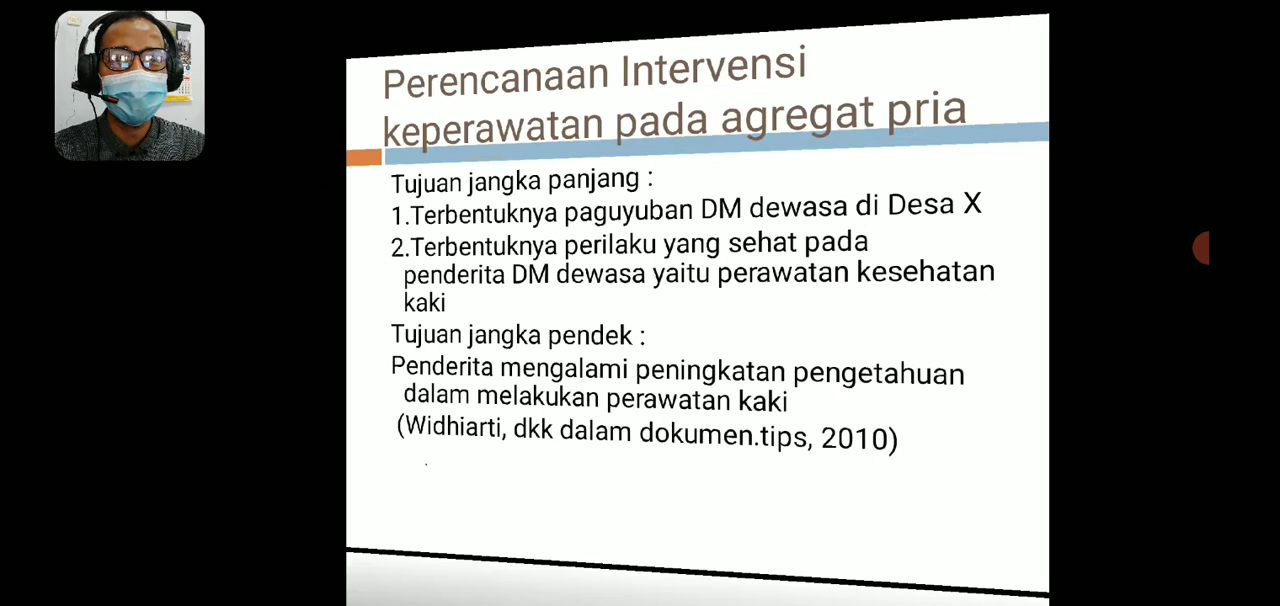 Perencanaan Intervensi
keperawatan pada agregat pria
Tujuan jangka panjang :
1.Terbentuknya paguyuban DM dewasa di Desa X
2.Terbentuknya perilaku yang sehat pada
penderita DM dewasa yaitu perawatan kesehatan
kaki
Tujuan jangka pendek :
Penderita mengalami peningkatan pengetahuan
dalam melakukan perawatan kaki
(Widhiarti, dkk dalam dokumen.tips, 2010)